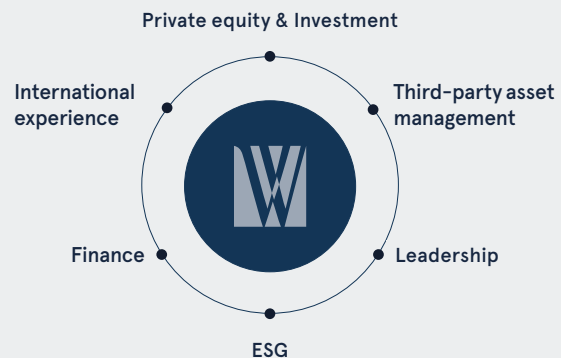 Private equity & Investment
International
experience
Third-party asset
management
Finance
Leadership
ESG